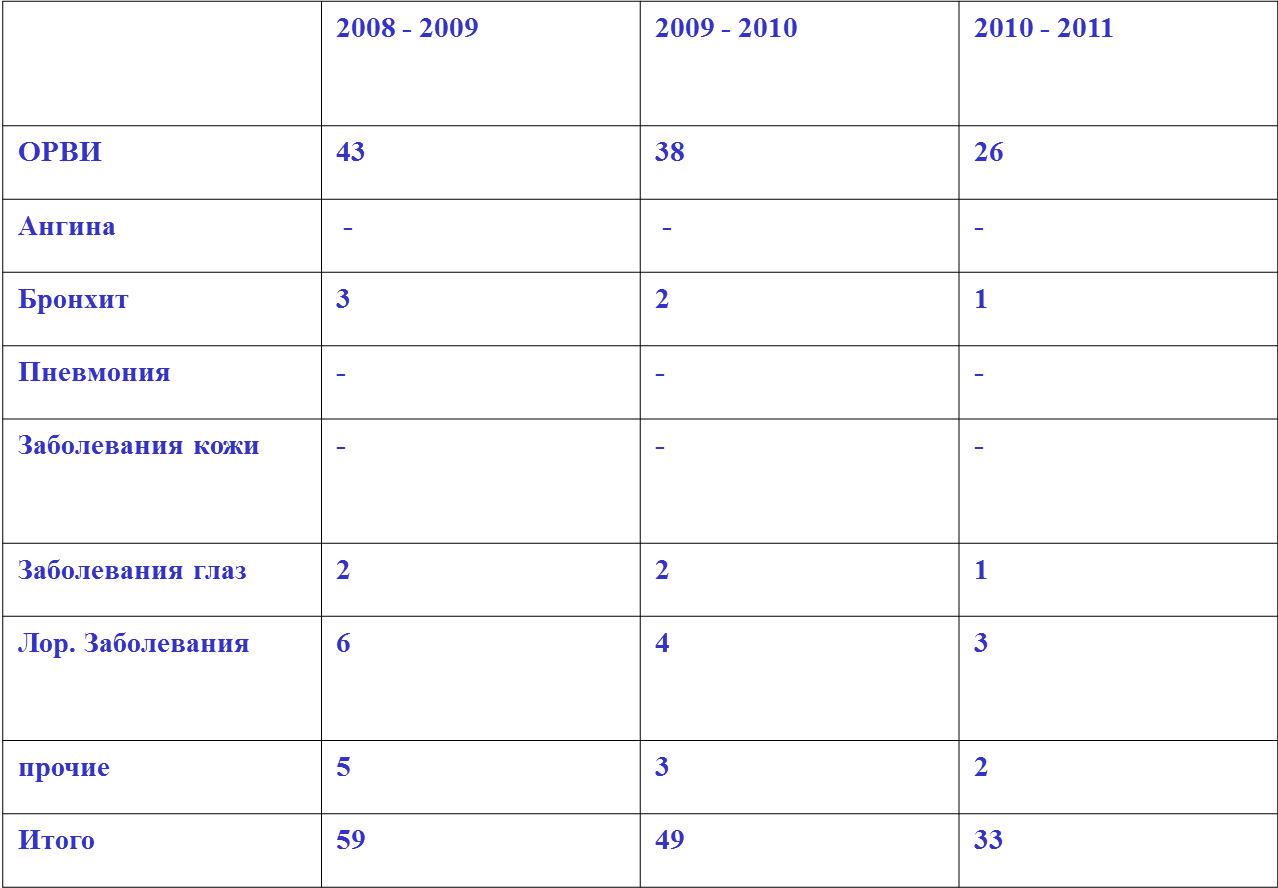 2008 - 2009 2009 - 2010 2010 - 2011
ОРВИ 43 38 26
Ангина - - -
Бронхит 3 2 1
Пневмония - - -
Заболевания кожи - - -
Заболевания глаз 2 2 1
Лор. Заболевания 6 4 3
прочие 5 3 2
Итого 59 49 33